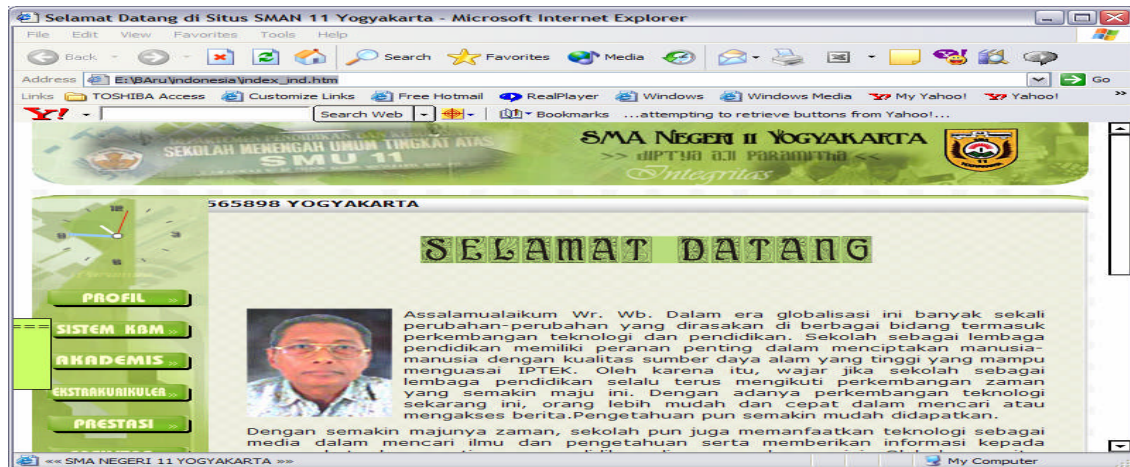 Selamat Datang di Situs SMAN 11 Yogyakarta - Microsoft Internet Explorer
File Edit View Favorites Tools Help
Back Search Favorites Media
Address E:\BAru\indonesia\index_ind.htm Go
Links TOSHIBA Access Customize Links Free Hotmail RealPlayer Windows Windows Media My Yahoo! Yahoo! »
Y! Search Web Bookmarks ...attempting to retrieve buttons from Yahoo!...
SEKOLAH MENENGAH UMUM TINGKAT ATAS
SMU 11
SMA NEGERI 11 YOGYAKARTA
>> DIPTYA AJI PARAMITHA <<
Integritas
565898 YOGYAKARTA
SELAMAT DATANG
PROFIL »
SISTEM KBM »
AKADEMIS »
EKSTRAKURIKULER »
PRESTASI »
Assalamualaikum Wr. Wb. Dalam era globalisasi ini banyak sekali
perubahan-perubahan yang dirasakan di berbagai bidang termasuk
perkembangan teknologi dan pendidikan. Sekolah sebagai lembaga
pendidikan memiliki peranan penting dalam menciptakan manusia-
manusia dengan kualitas sumber daya alam yang tinggi yang mampu
menguasai IPTEK. Oleh karena itu, wajar jika sekolah sebagai
lembaga pendidikan selalu terus mengikuti perkembangan zaman
yang semakin maju ini. Dengan adanya perkembangan teknologi
sekarang ini, orang lebih mudah dan cepat dalam mencari atau
mengakses berita.Pengetahuan pun semakin mudah didapatkan.
Dengan semakin majunya zaman, sekolah pun juga memanfaatkan teknologi sebagai
media dalam mencari ilmu dan pengetahuan serta memberikan informasi kepada
«« SMA NEGERI 11 YOGYAKARTA »» My Computer